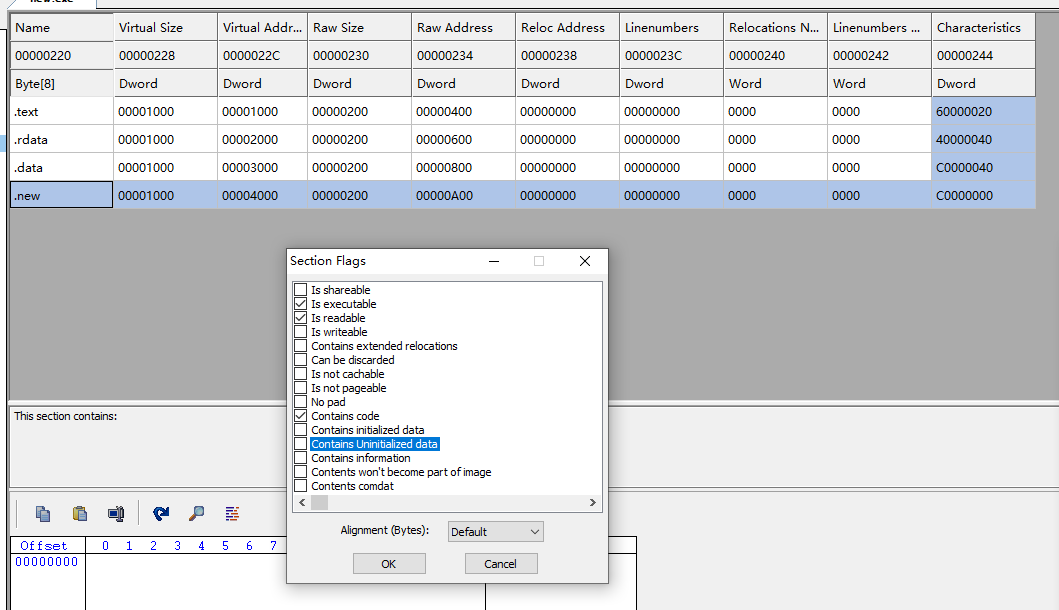 new.exe
Name Virtual Size Virtual Addr... Raw Size Raw Address Reloc Address Linenumbers Relocations N... Linenumbers ... Characteristics
00000220 00000228 0000022C 00000230 00000234 00000238 0000023C 00000240 00000242 00000244
Byte[8] Dword Dword Dword Dword Dword Dword Word Word Dword
.text 00001000 00001000 00000200 00000400 00000000 00000000 0000 0000 60000020
.rdata 00001000 00002000 00000200 00000600 00000000 00000000 0000 0000 40000040
.data 00001000 00003000 00000200 00000800 00000000 00000000 0000 0000 C0000040
.new 00001000 00004000 00000200 00000A00 00000000 00000000 0000 0000 C0000000
Section Flags
Is shareable
Is executable
Is readable
Is writeable
Contains extended relocations
Can be discarded
Is not cachable
Is not pageable
No pad
Contains code
Contains initialized data
Contains Uninitialized data
Contains information
Contents won't become part of image
Contents comdat
Alignment (Bytes): Default
OK Cancel
This section contains:
Offset 0 1 2 3 4 5 6 7
00000000